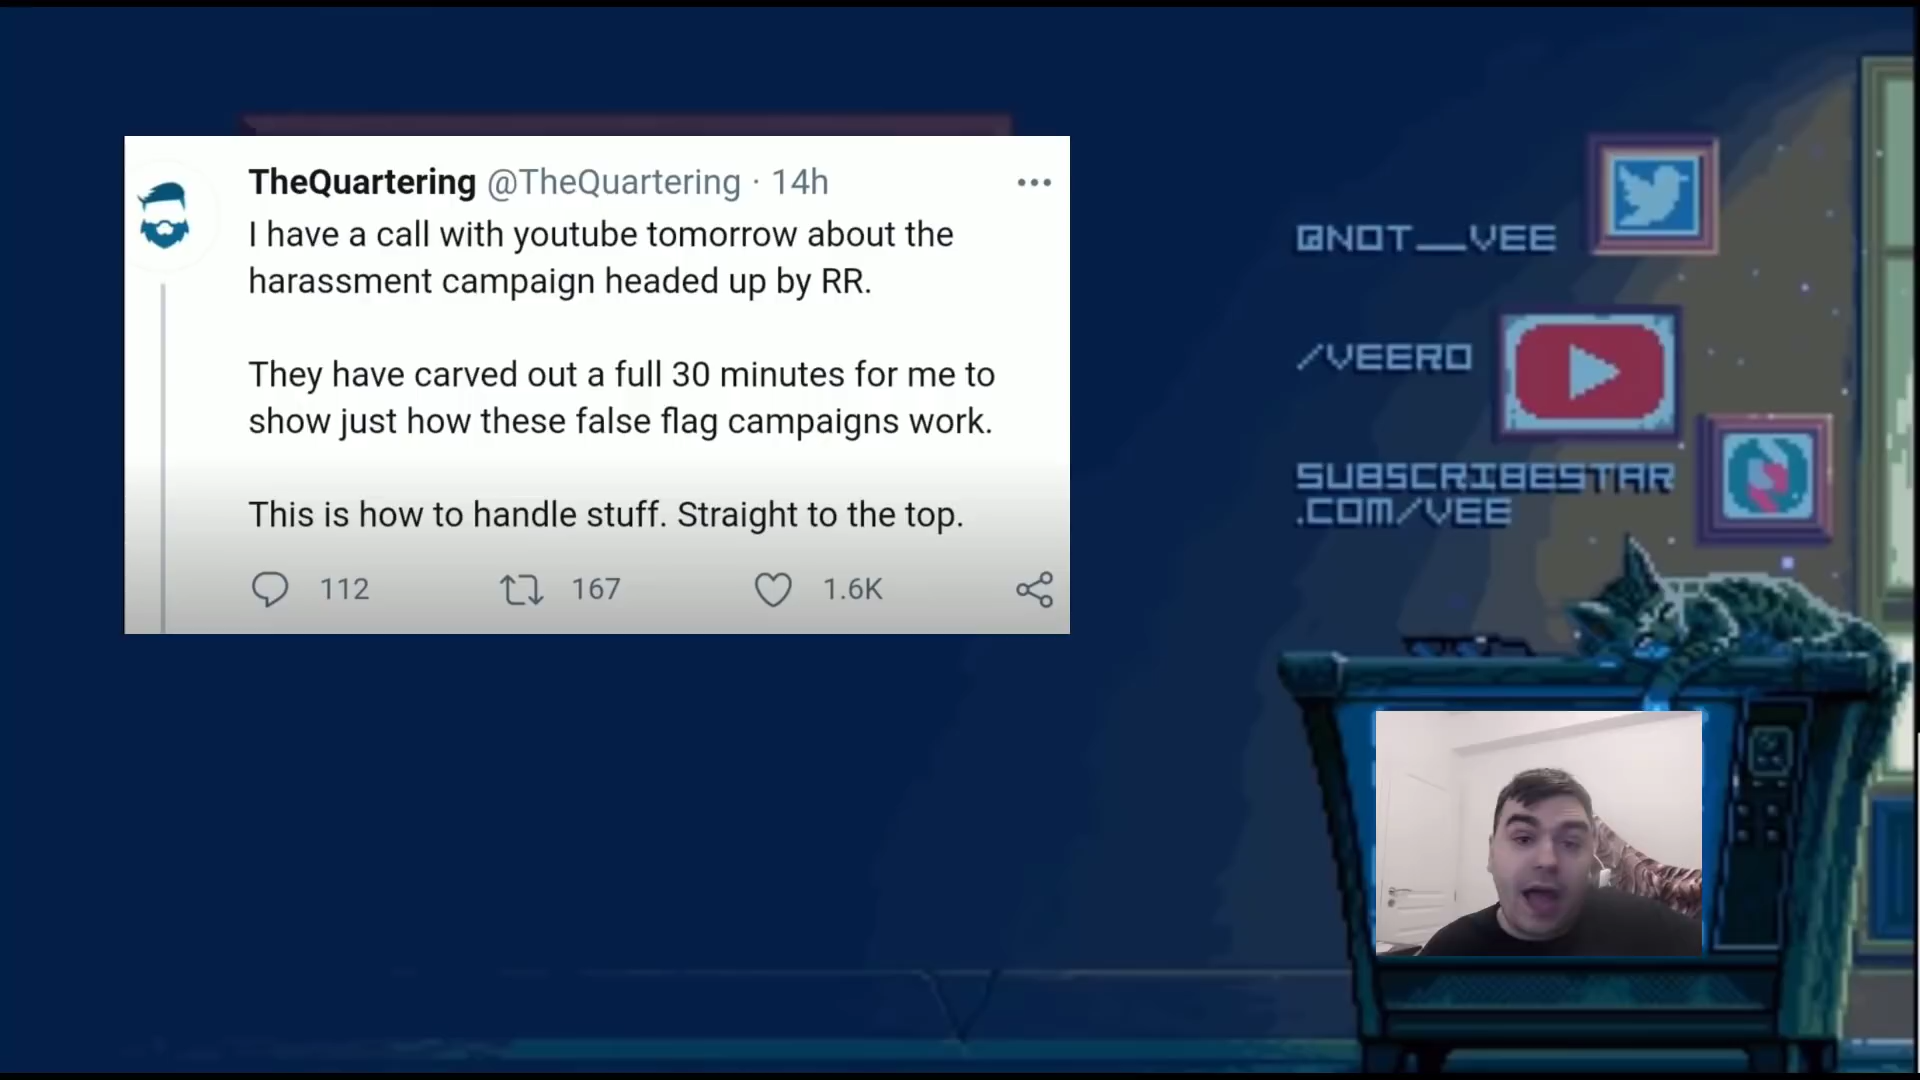 TheQuartering @TheQuartering · 14h
I have a call with youtube tomorrow about the
harassment campaign headed up by RR.
They have carved out a full 30 minutes for me to
show just how these false flag campaigns work.
This is how to handle stuff. Straight to the top.
112 167 1.6K
@NOT__VEE
/VEERO
SUBSCRIBESTAR
.COM/VEE